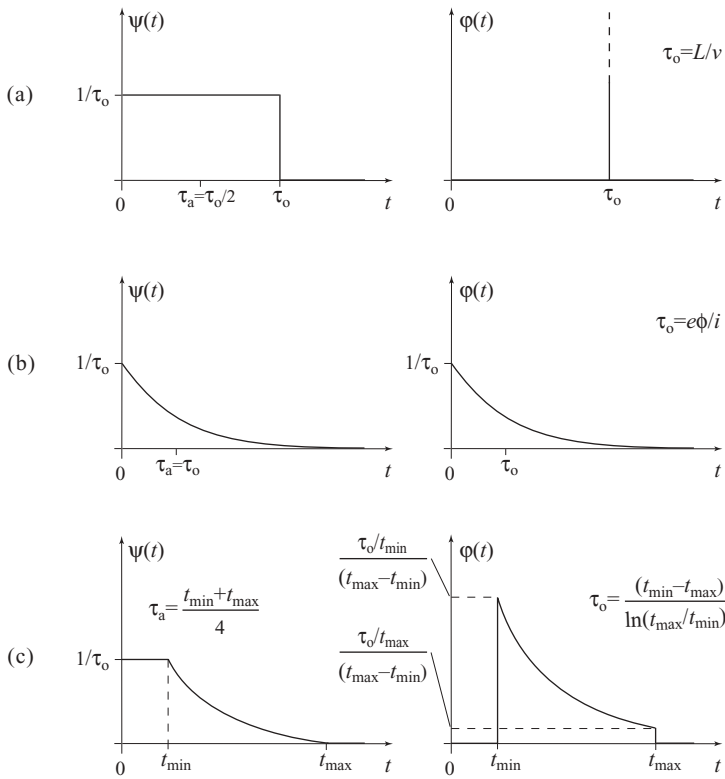 (a)
ψ(t)
1/τo
0
τa=τo/2
τo
t
φ(t)
τo=L/v
0
τo
t
(b)
ψ(t)
1/τo
0
τa=τo
t
φ(t)
τo=eϕ/i
1/τo
0
τo
t
(c)
ψ(t)
τa= tmin+tmax
4
1/τo
0
tmin
tmax
t
φ(t)
τo/tmin
(tmax–tmin)
τo/tmax
(tmax–tmin)
τo= (tmin–tmax)
ln(tmax/tmin)
0
tmin
tmax
t